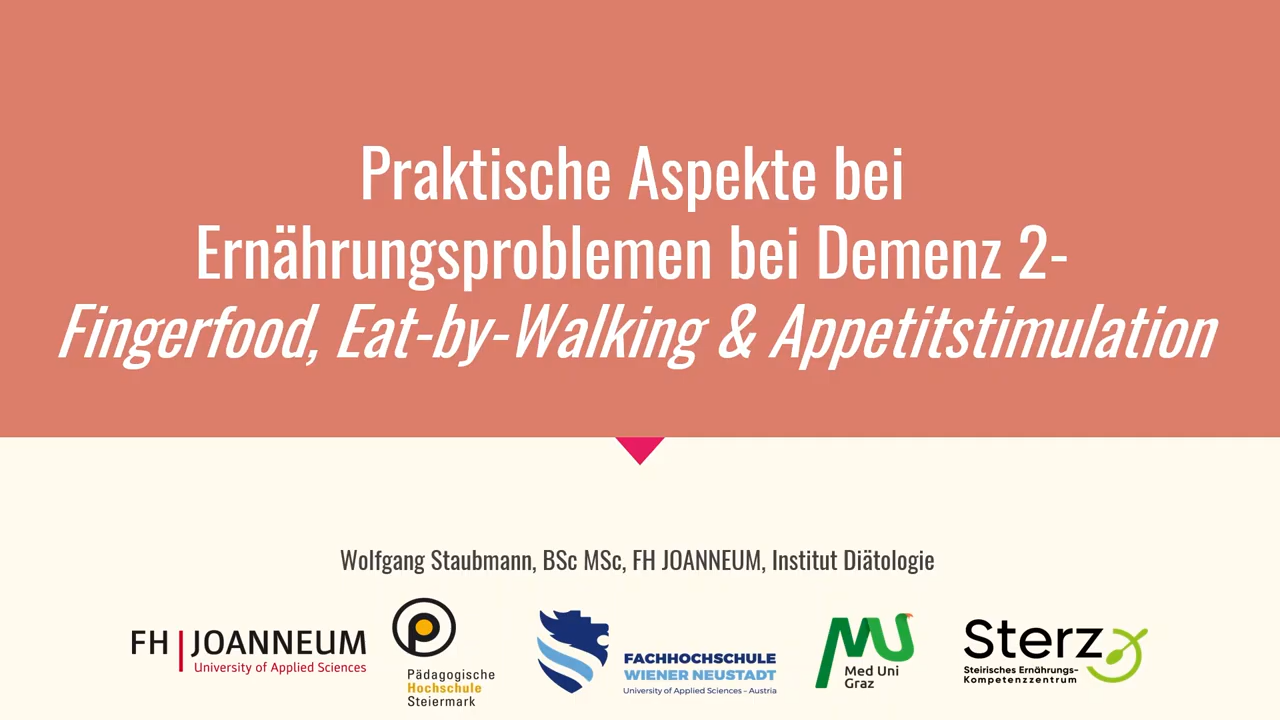 Praktische Aspekte bei
Ernährungsproblemen bei Demenz 2-
Fingerfood, Eat-by-Walking & Appetitstimulation
Wolfgang Staubmann, BSc MSc, FH JOANNEUM, Institut Diätologie
FH | JOANNEUM
University of Applied Sciences
Pädagogische
Hochschule
Steiermark
FACHHOCHSCHULE
WIENER NEUSTADT
University of Applied Sciences - Austria
Med Uni
Graz
Sterz
Steirisches Ernährungs-
Kompetenzzentrum